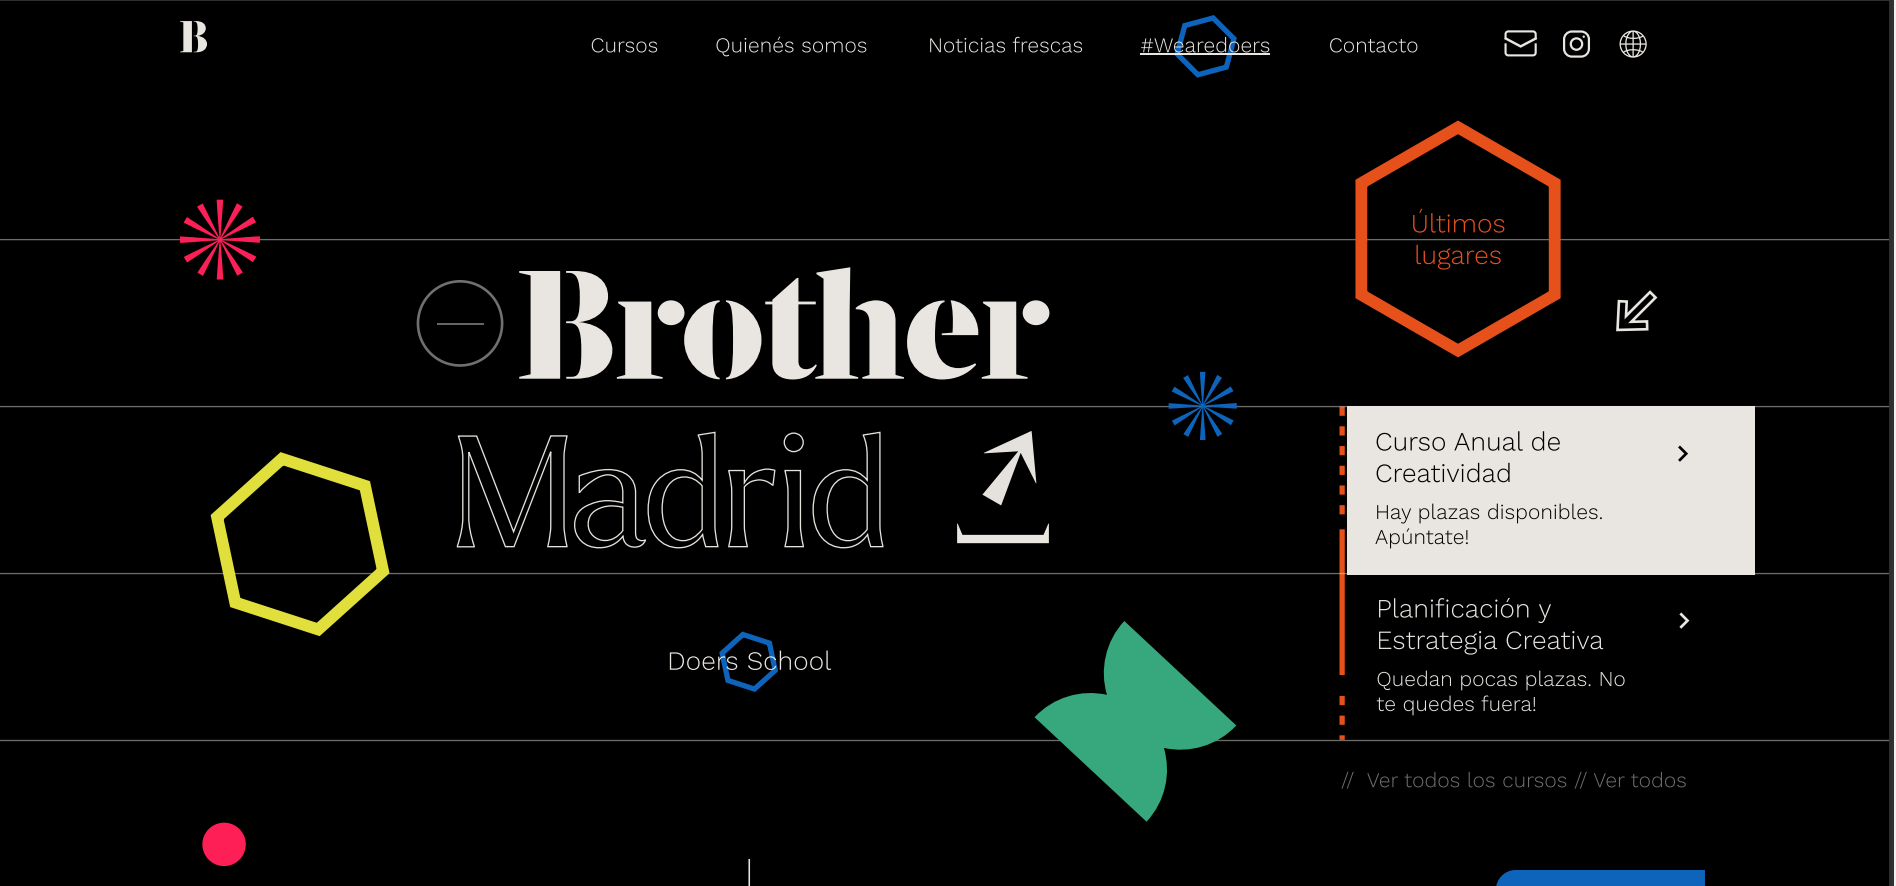 B
Cursos
Quienés somos
Noticias frescas
#Wearedoers
Contacto
Últimos
lugares
Brother
Madrid
Curso Anual de
Creatividad
Hay plazas disponibles.
Apúntate!
Planificación y
Estrategia Creativa
Quedan pocas plazas. No
te quedes fuera!
Doers School
// Ver todos los cursos // Ver todos